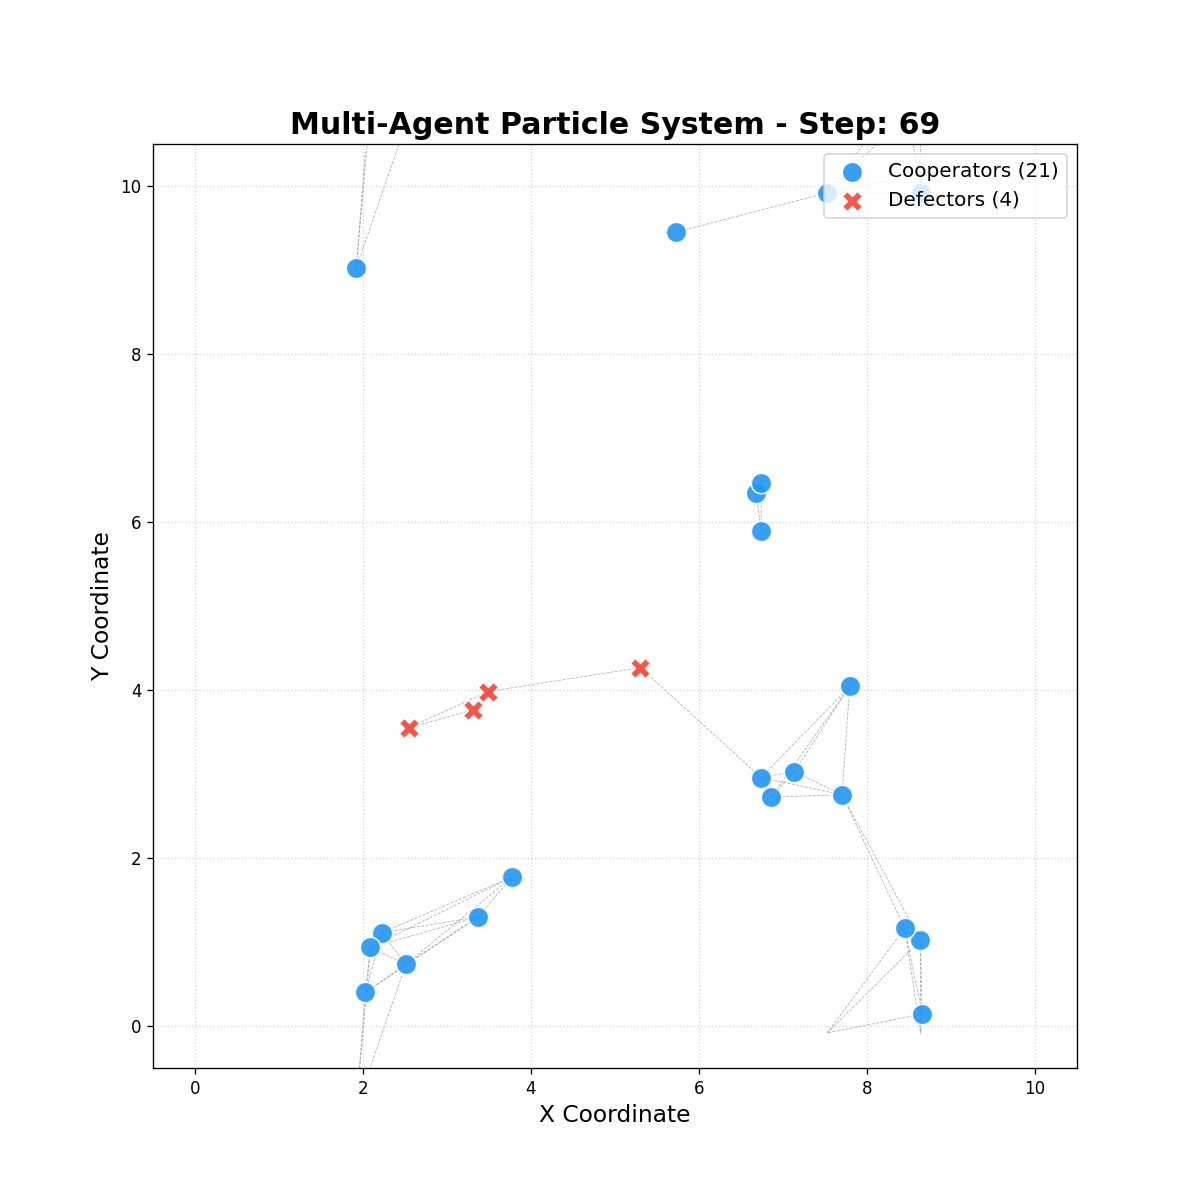 Multi-Agent Particle System - Step: 69
Cooperators (21)
Defectors (4)
Y Coordinate
10
8
6
4
2
0
0 2 4 6 8 10
X Coordinate